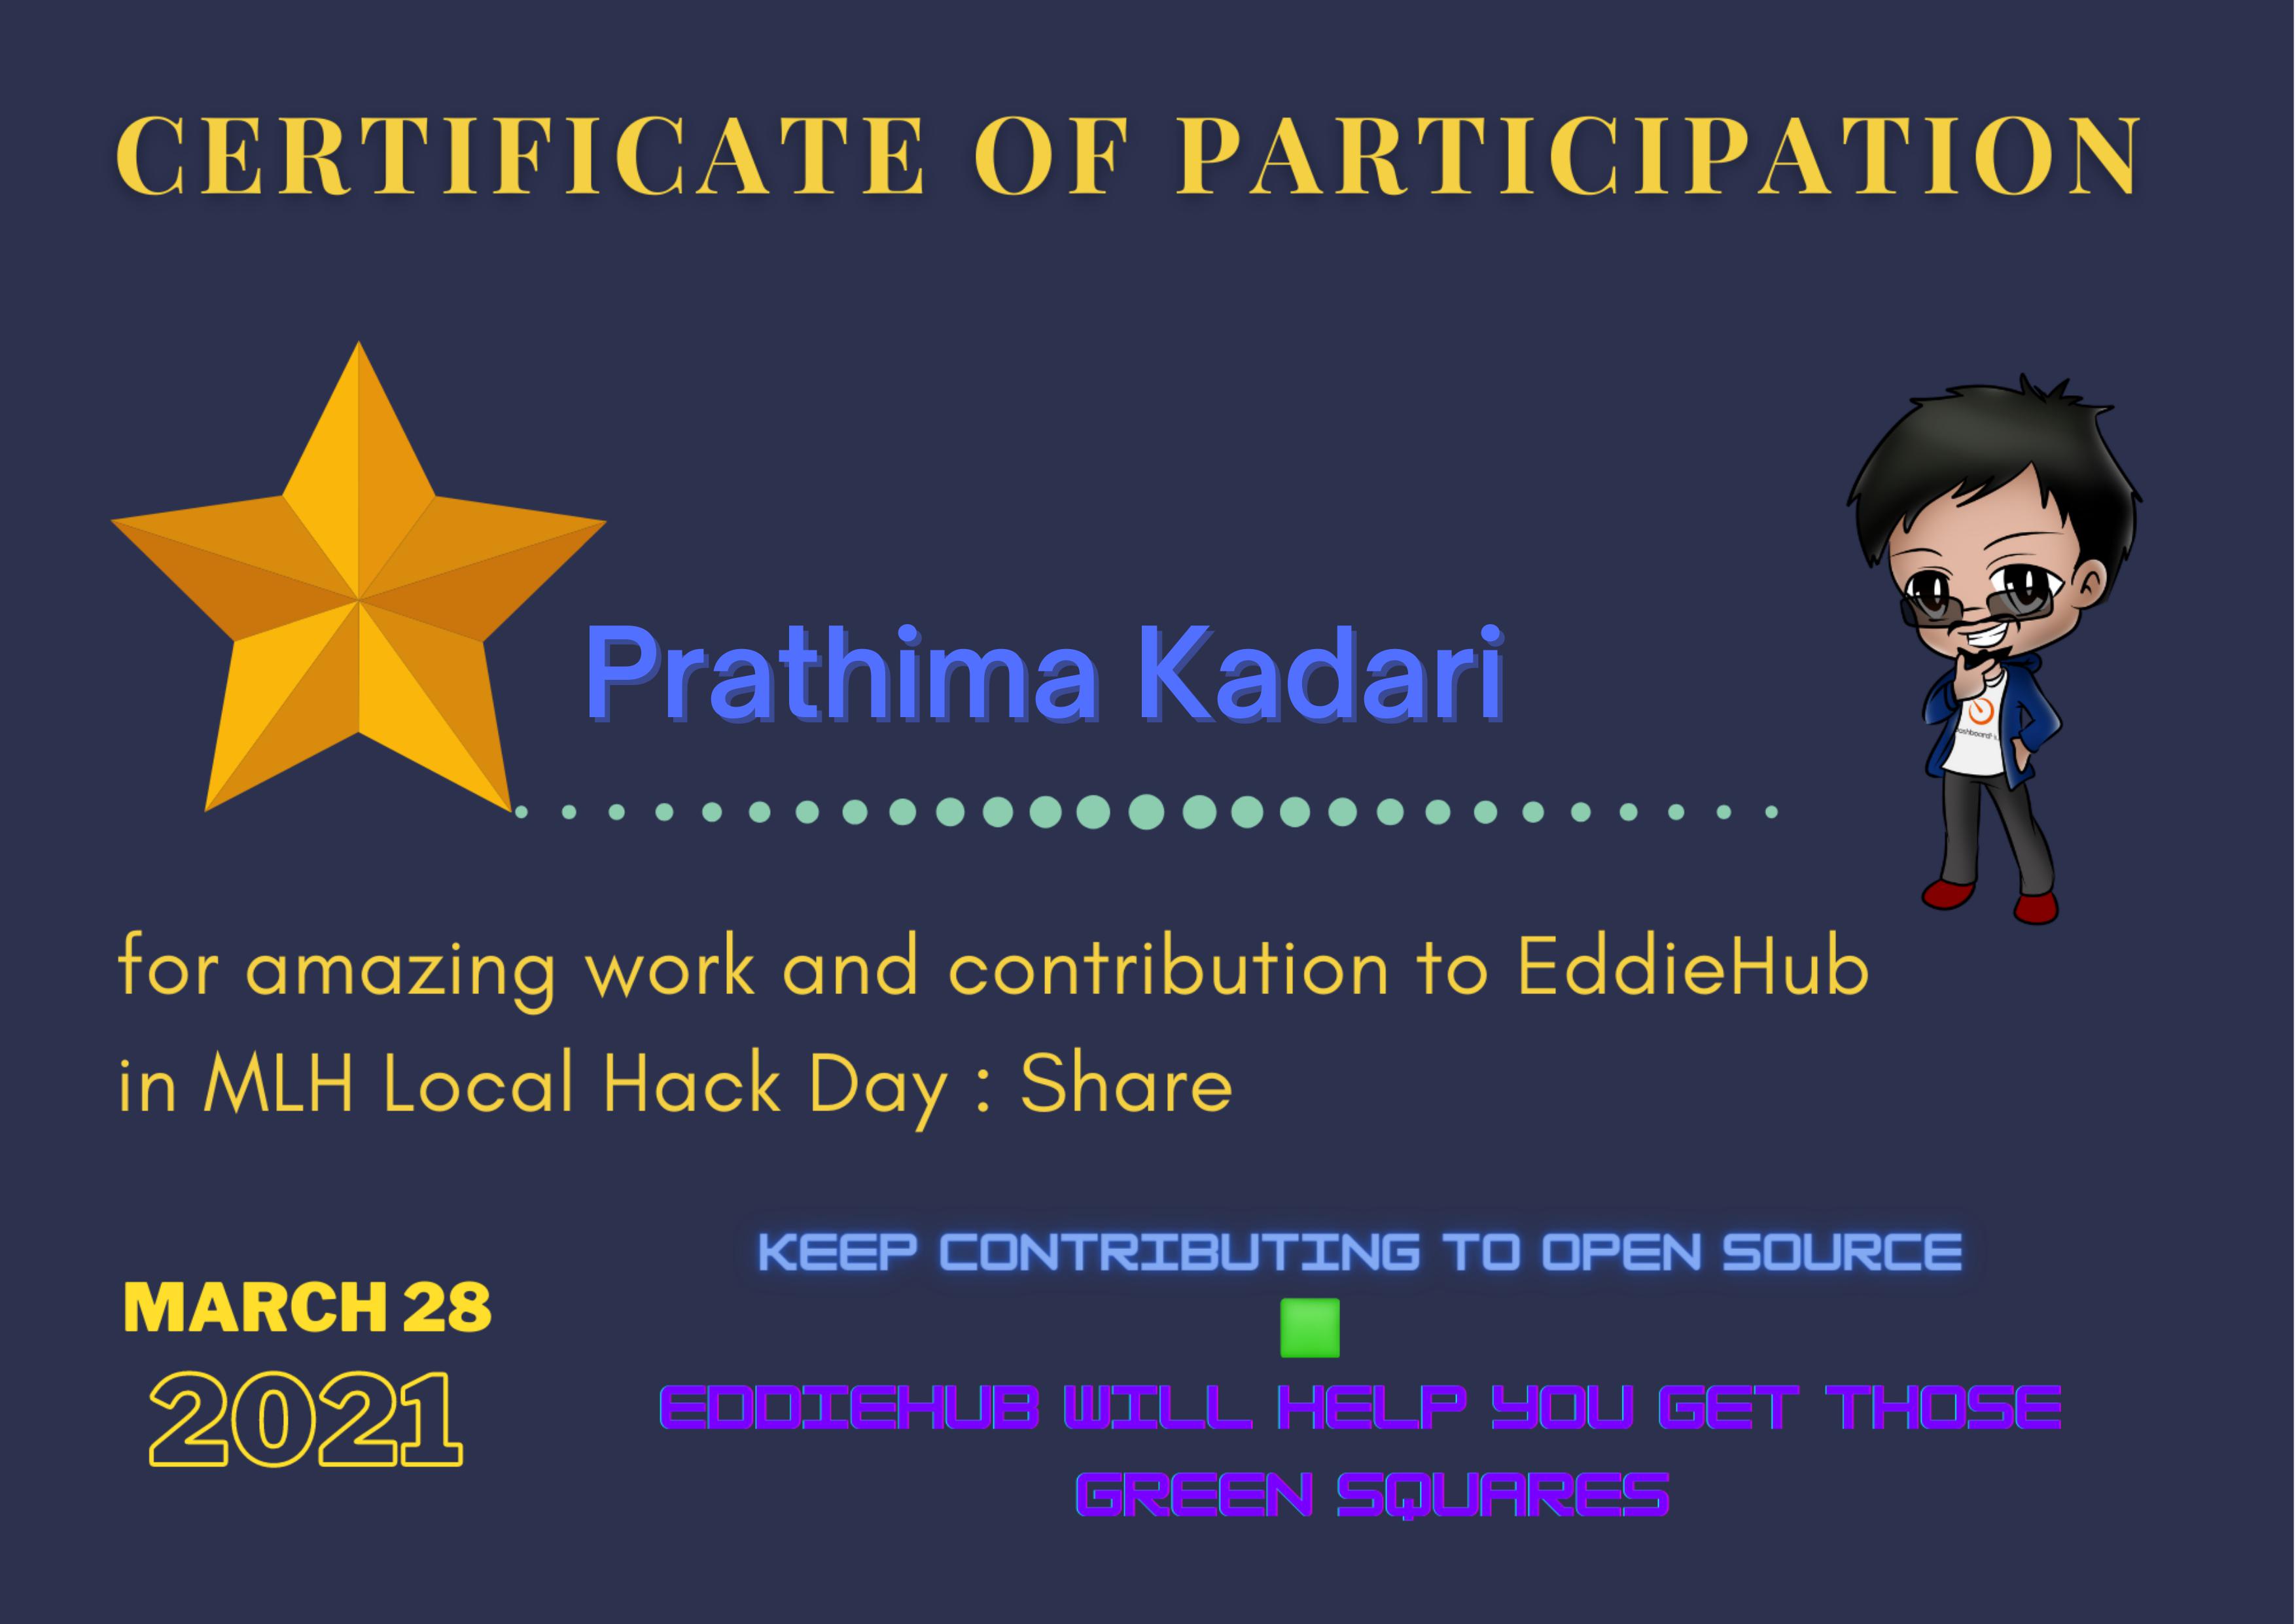 CERTIFICATE OF PARTICIPATION
Prathima Kadari
for amazing work and contribution to EddieHub
in MLH Local Hack Day : Share
KEEP CONTRIBUTING TO OPEN SOURCE
MARCH 28
2021
EDDIEHUB WILL HELP YOU GET THOSE
GREEN SQUARES